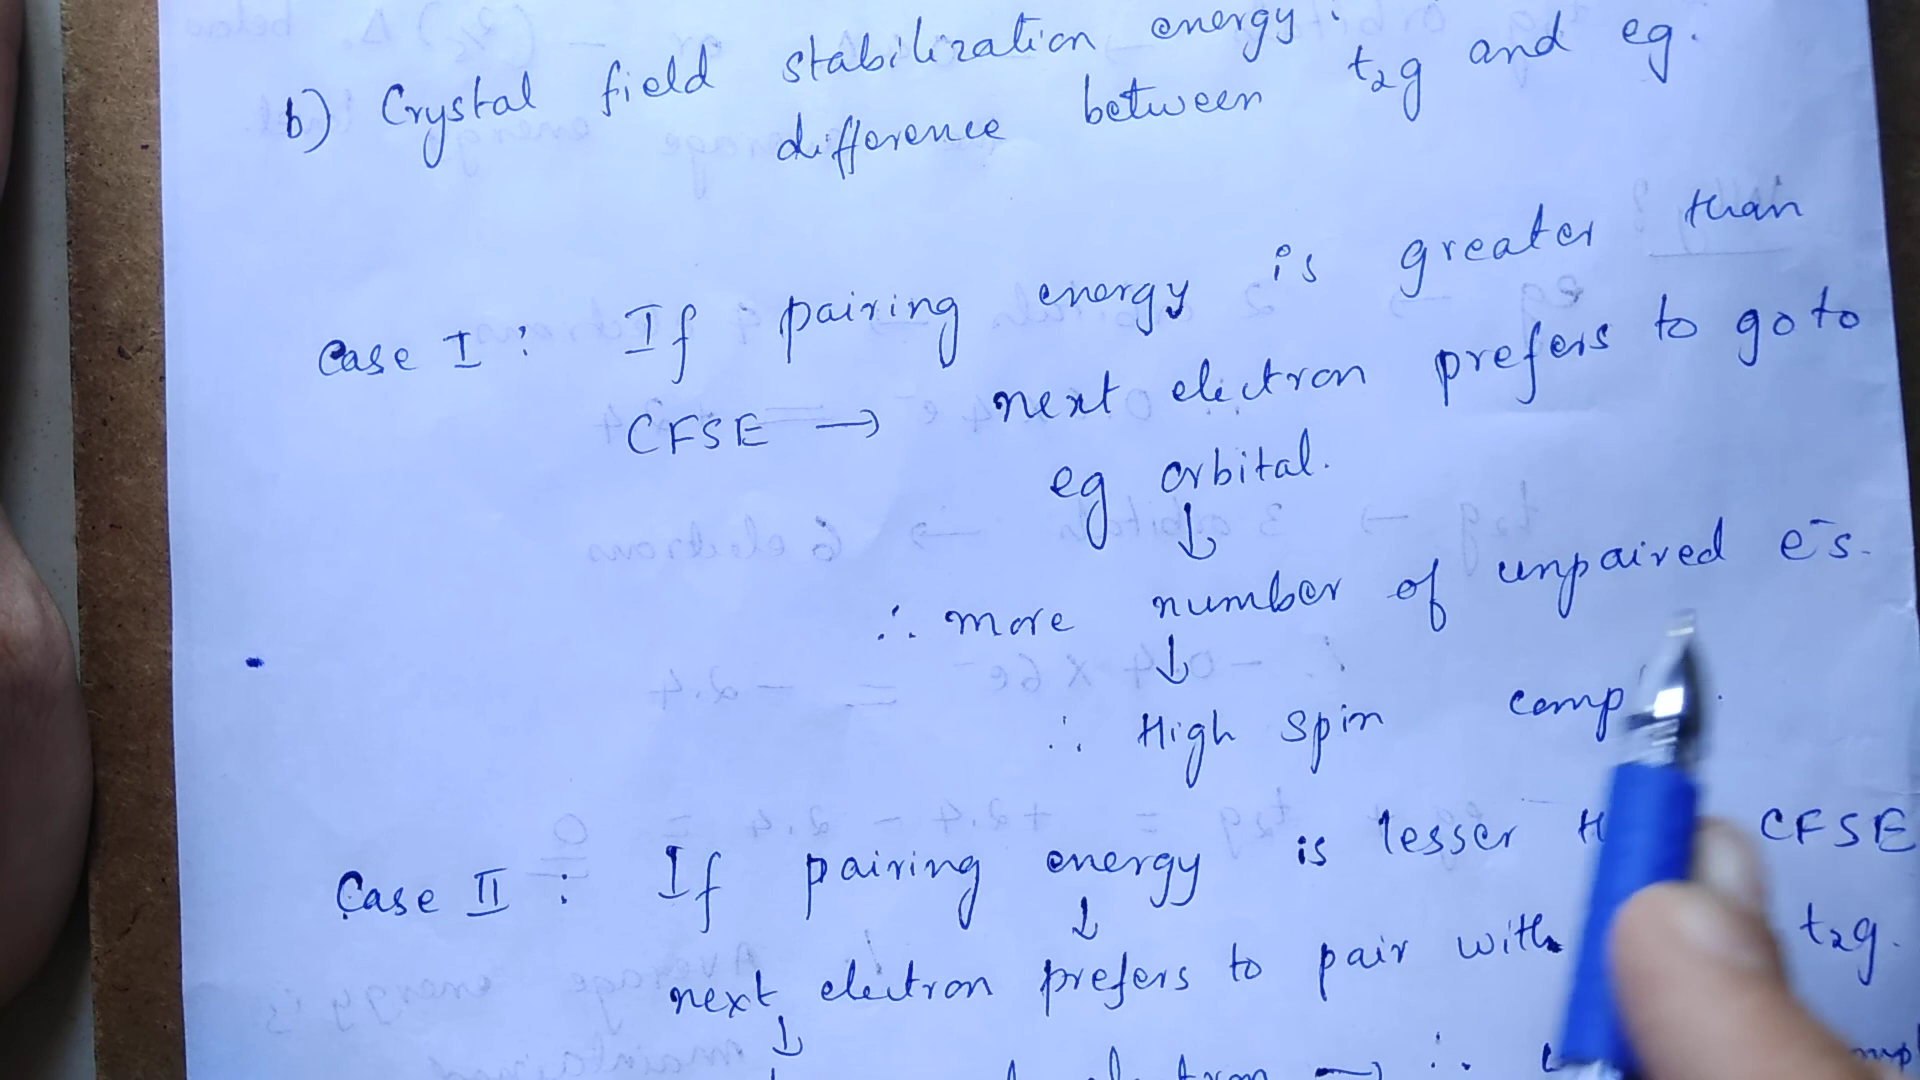 b) Crystal field stabilization energy:
difference between t2g and eg.
Case I: If pairing energy is greater than
CFSE → next electron prefers to go to
eg orbital.
↓
∴ more number of unpaired e⁻s.
↓
∴ High spin
Case II: If pairing energy is lesser CFSE
↓
next electron prefers to pair with t2g.
↓